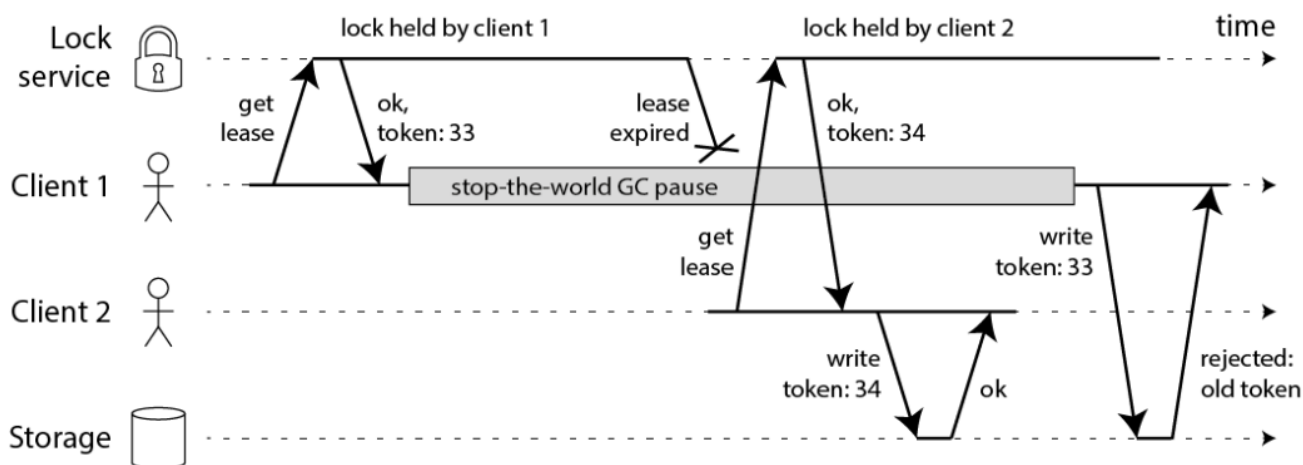 lock held by client 1
lock held by client 2
time
Lock
service
get
lease
ok,
token: 33
lease
expired
ok,
token: 34
Client 1
stop-the-world GC pause
get
lease
write
token: 33
Client 2
write
token: 34
ok
rejected:
old token
Storage